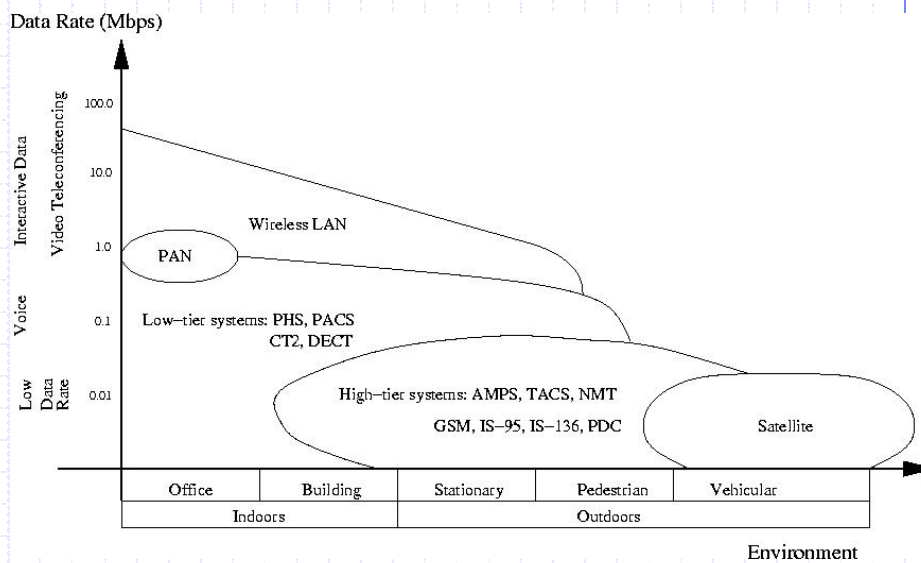 Data Rate (Mbps)
Interactive Data
Video Teleconferencing
Voice
Low
Data
Rate
100.0
10.0
1.0
0.1
0.01
Wireless LAN
PAN
Low-tier systems: PHS, PACS
CT2, DECT
High-tier systems: AMPS, TACS, NMT
GSM, IS-95, IS-136, PDC
Satellite
Office
Building
Stationary
Pedestrian
Vehicular
Indoors
Outdoors
Environment